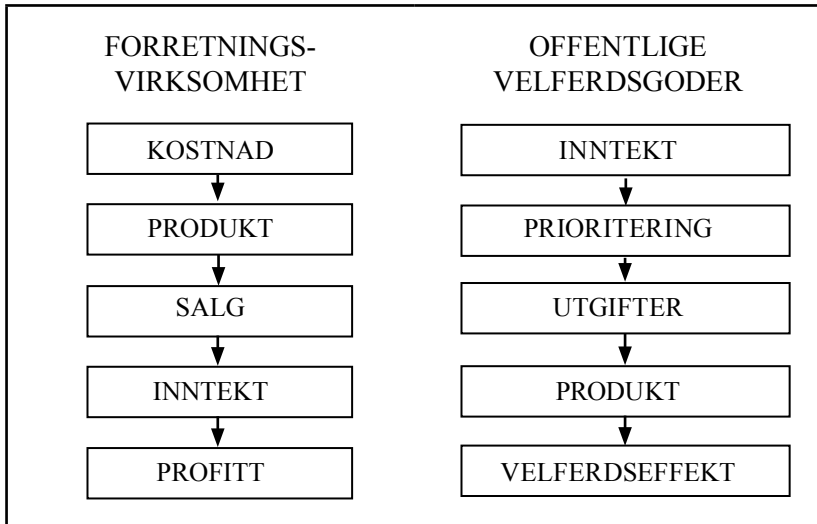 FORRETNINGS-
VIRKSOMHET
KOSTNAD
PRODUKT
SALG
INNTEKT
PROFITT
OFFENTLIGE
VELFERDSGODER
INNTEKT
PRIORITERING
UTGIFTER
PRODUKT
VELFERDSEFFEKT